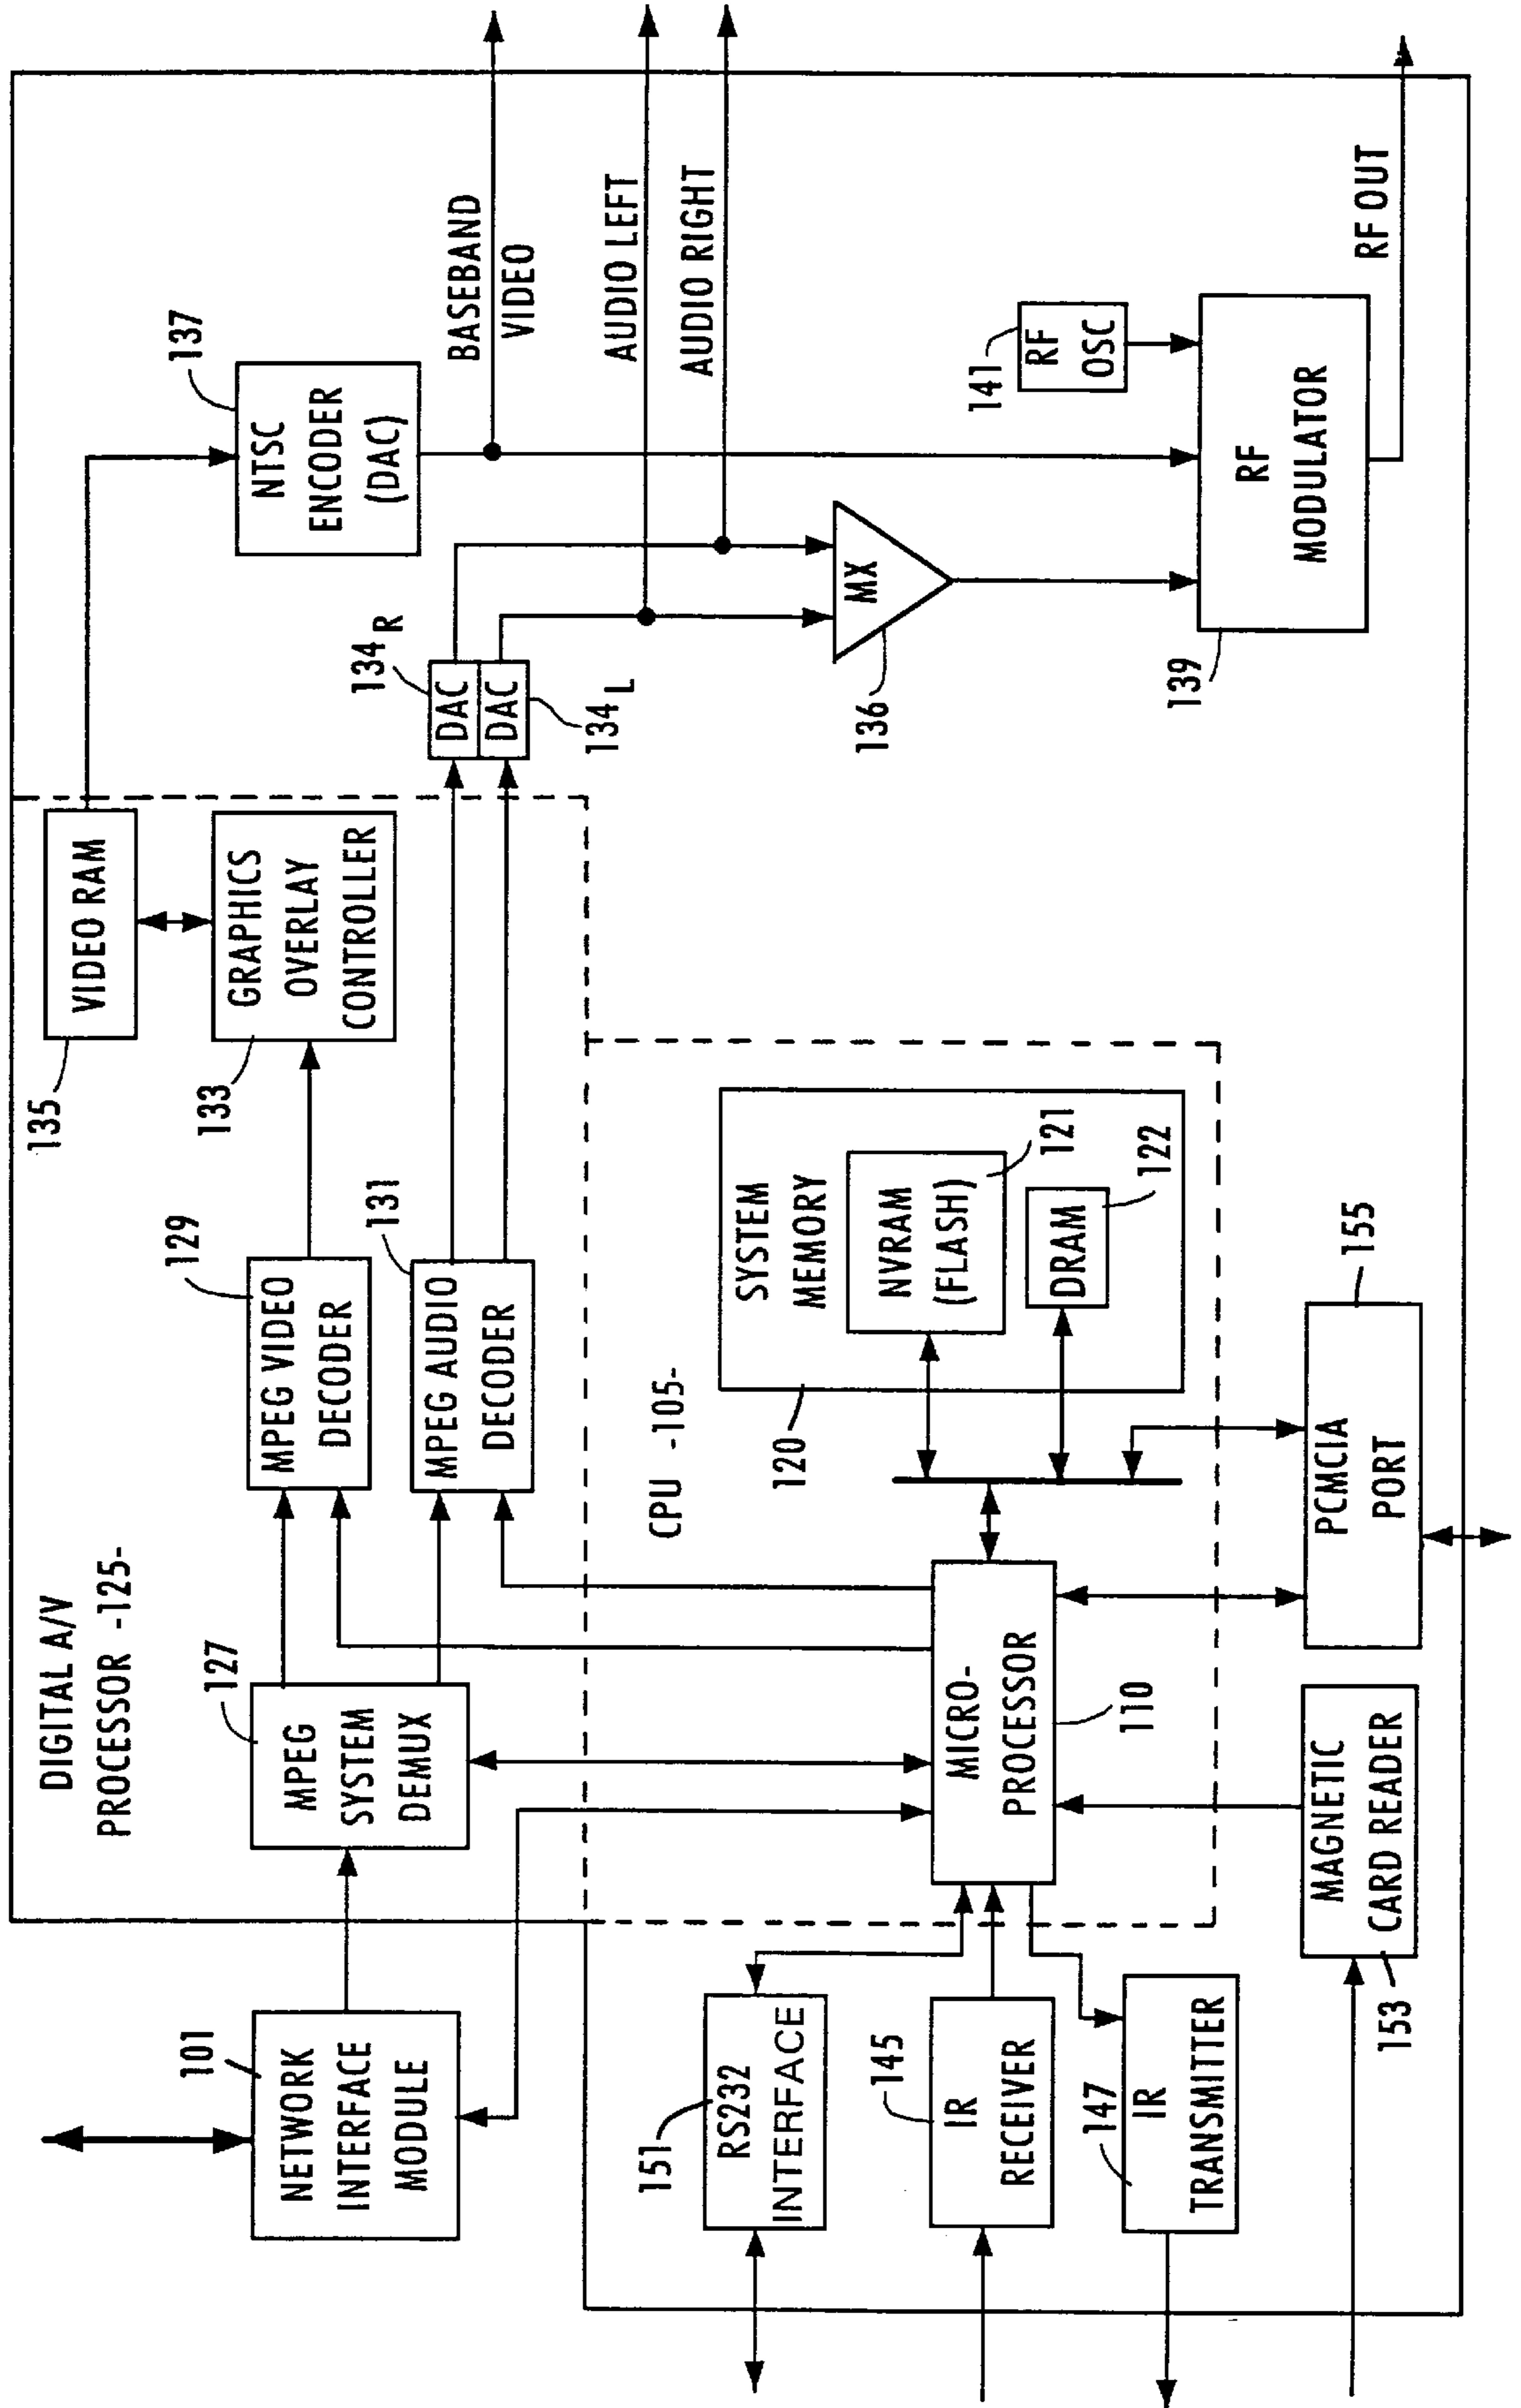 DIGITAL A/V
PROCESSOR -125-
101
NETWORK
INTERFACE
MODULE
127
MPEG
SYSTEM
DEMUX
129
MPEG VIDEO
DECODER
131
MPEG AUDIO
DECODER
135
VIDEO RAM
133
GRAPHICS
OVERLAY
CONTROLLER
134R
DAC
DAC
134L
137
NTSC
ENCODER
(DAC)
BASEBAND
VIDEO
AUDIO LEFT
AUDIO RIGHT
MX
136
141
RF
OSC
RF
MODULATOR
139
RF OUT
CPU -105-
SYSTEM
MEMORY
120
NVRAM
(FLASH)
121
DRAM
122
MICRO-
PROCESSOR
110
151
RS232
INTERFACE
145
IR
RECEIVER
147
IR
TRANSMITTER
MAGNETIC
CARD READER
153
PCMCIA
PORT
155